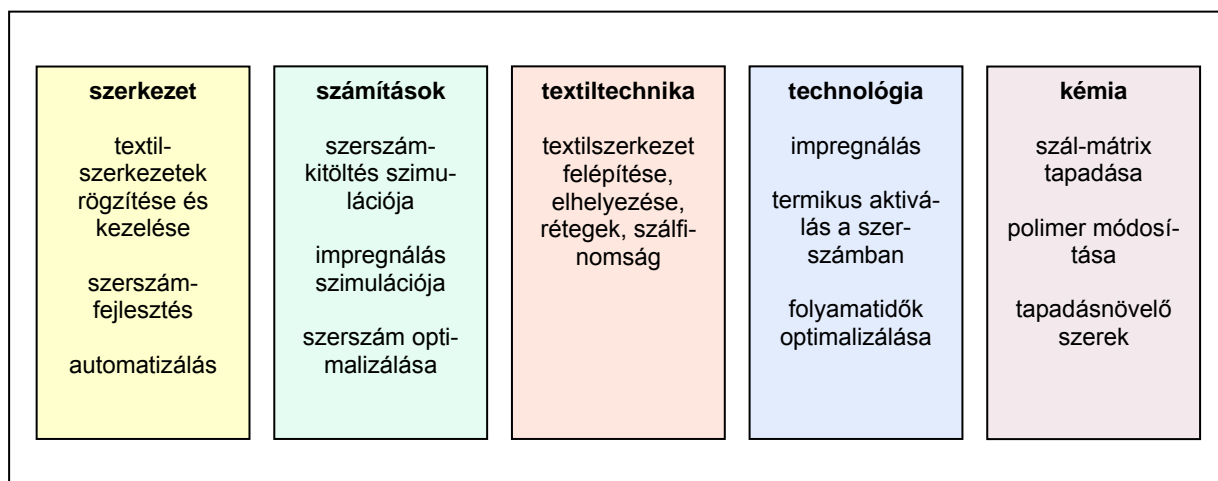 szerkezet
textil-
szerkezetek
rögzítése és
kezelése
szerszám-
fejlesztés
automatizálás
számítások
szerszám-
kitöltés szimu-
lációja
impregnálás
szimulációja
szerszám opti-
malizálása
textiltechnika
textilszerkezet
felépítése,
elhelyezése,
rétegek, szálfi-
nomság
technológia
impregnálás
termikus aktivá-
lás a szer-
számban
folyamatidők
optimalizálása
kémia
szál-mátrix
tapadása
polimer módosí-
tása
tapadásnövelő
szerek